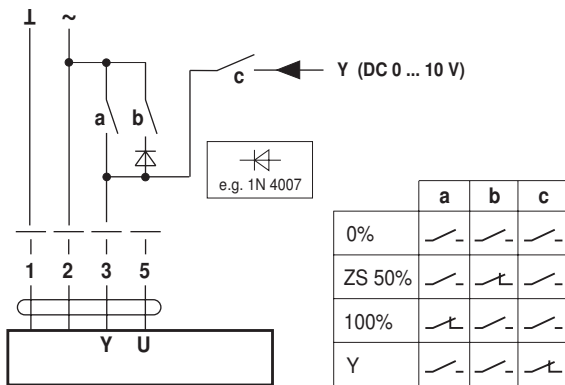 ⊥ ~
a b c Y (DC 0 ... 10 V)
e.g. 1N 4007
1 2 3 5
Y U
a b c
0%
ZS 50%
100%
Y